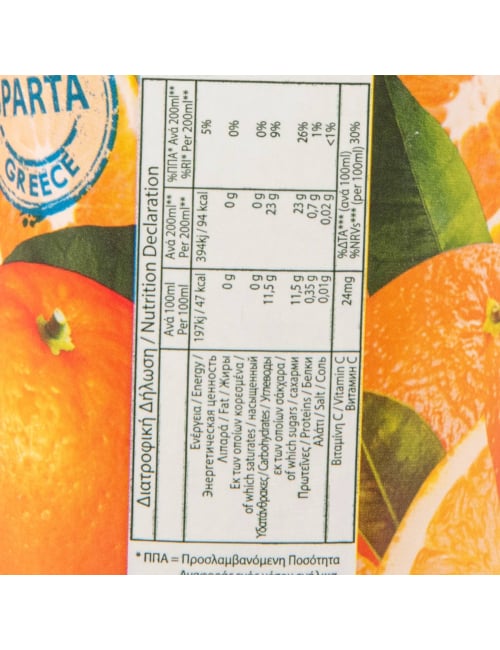 SPARTA
GREECE
Διατροφική Δήλωση / Nutrition Declaration
Ανά 100ml
Per 100ml
Ανά 200ml**
Per 200ml**
%ΠΠΑ* Ανά 200ml**
%RI* Per 200ml**
Ενέργεια / Energy /
Энергетическая ценность
197kj / 47 kcal
394kj / 94 kcal
5%
Λιπαρά / Fat / Жиры
0 g
0 g
0%
Εκ των οποίων κορεσμένα /
of which saturates / насыщенный
0 g
0 g
0%
Υδατάνθρακες / Carbohydrates / Углеводы
11,5 g
23 g
9%
εκ των οποίων σάκχαρα /
of which sugars / сахарми
11,5 g
23 g
26%
Πρωτεΐνες / Proteins / Белки
0,35 g
0,7 g
1%
Αλάτι / Salt / Соль
0,01g
0,02 g
<1%
Βιταμίνη C / Vitamin C
Витамин C
24mg
%ΔΤΑ*** (ανά 100ml)
%NRVs*** (per 100ml) 30%
* ΠΠΑ = Προσλαμβανόμενη Ποσότητα